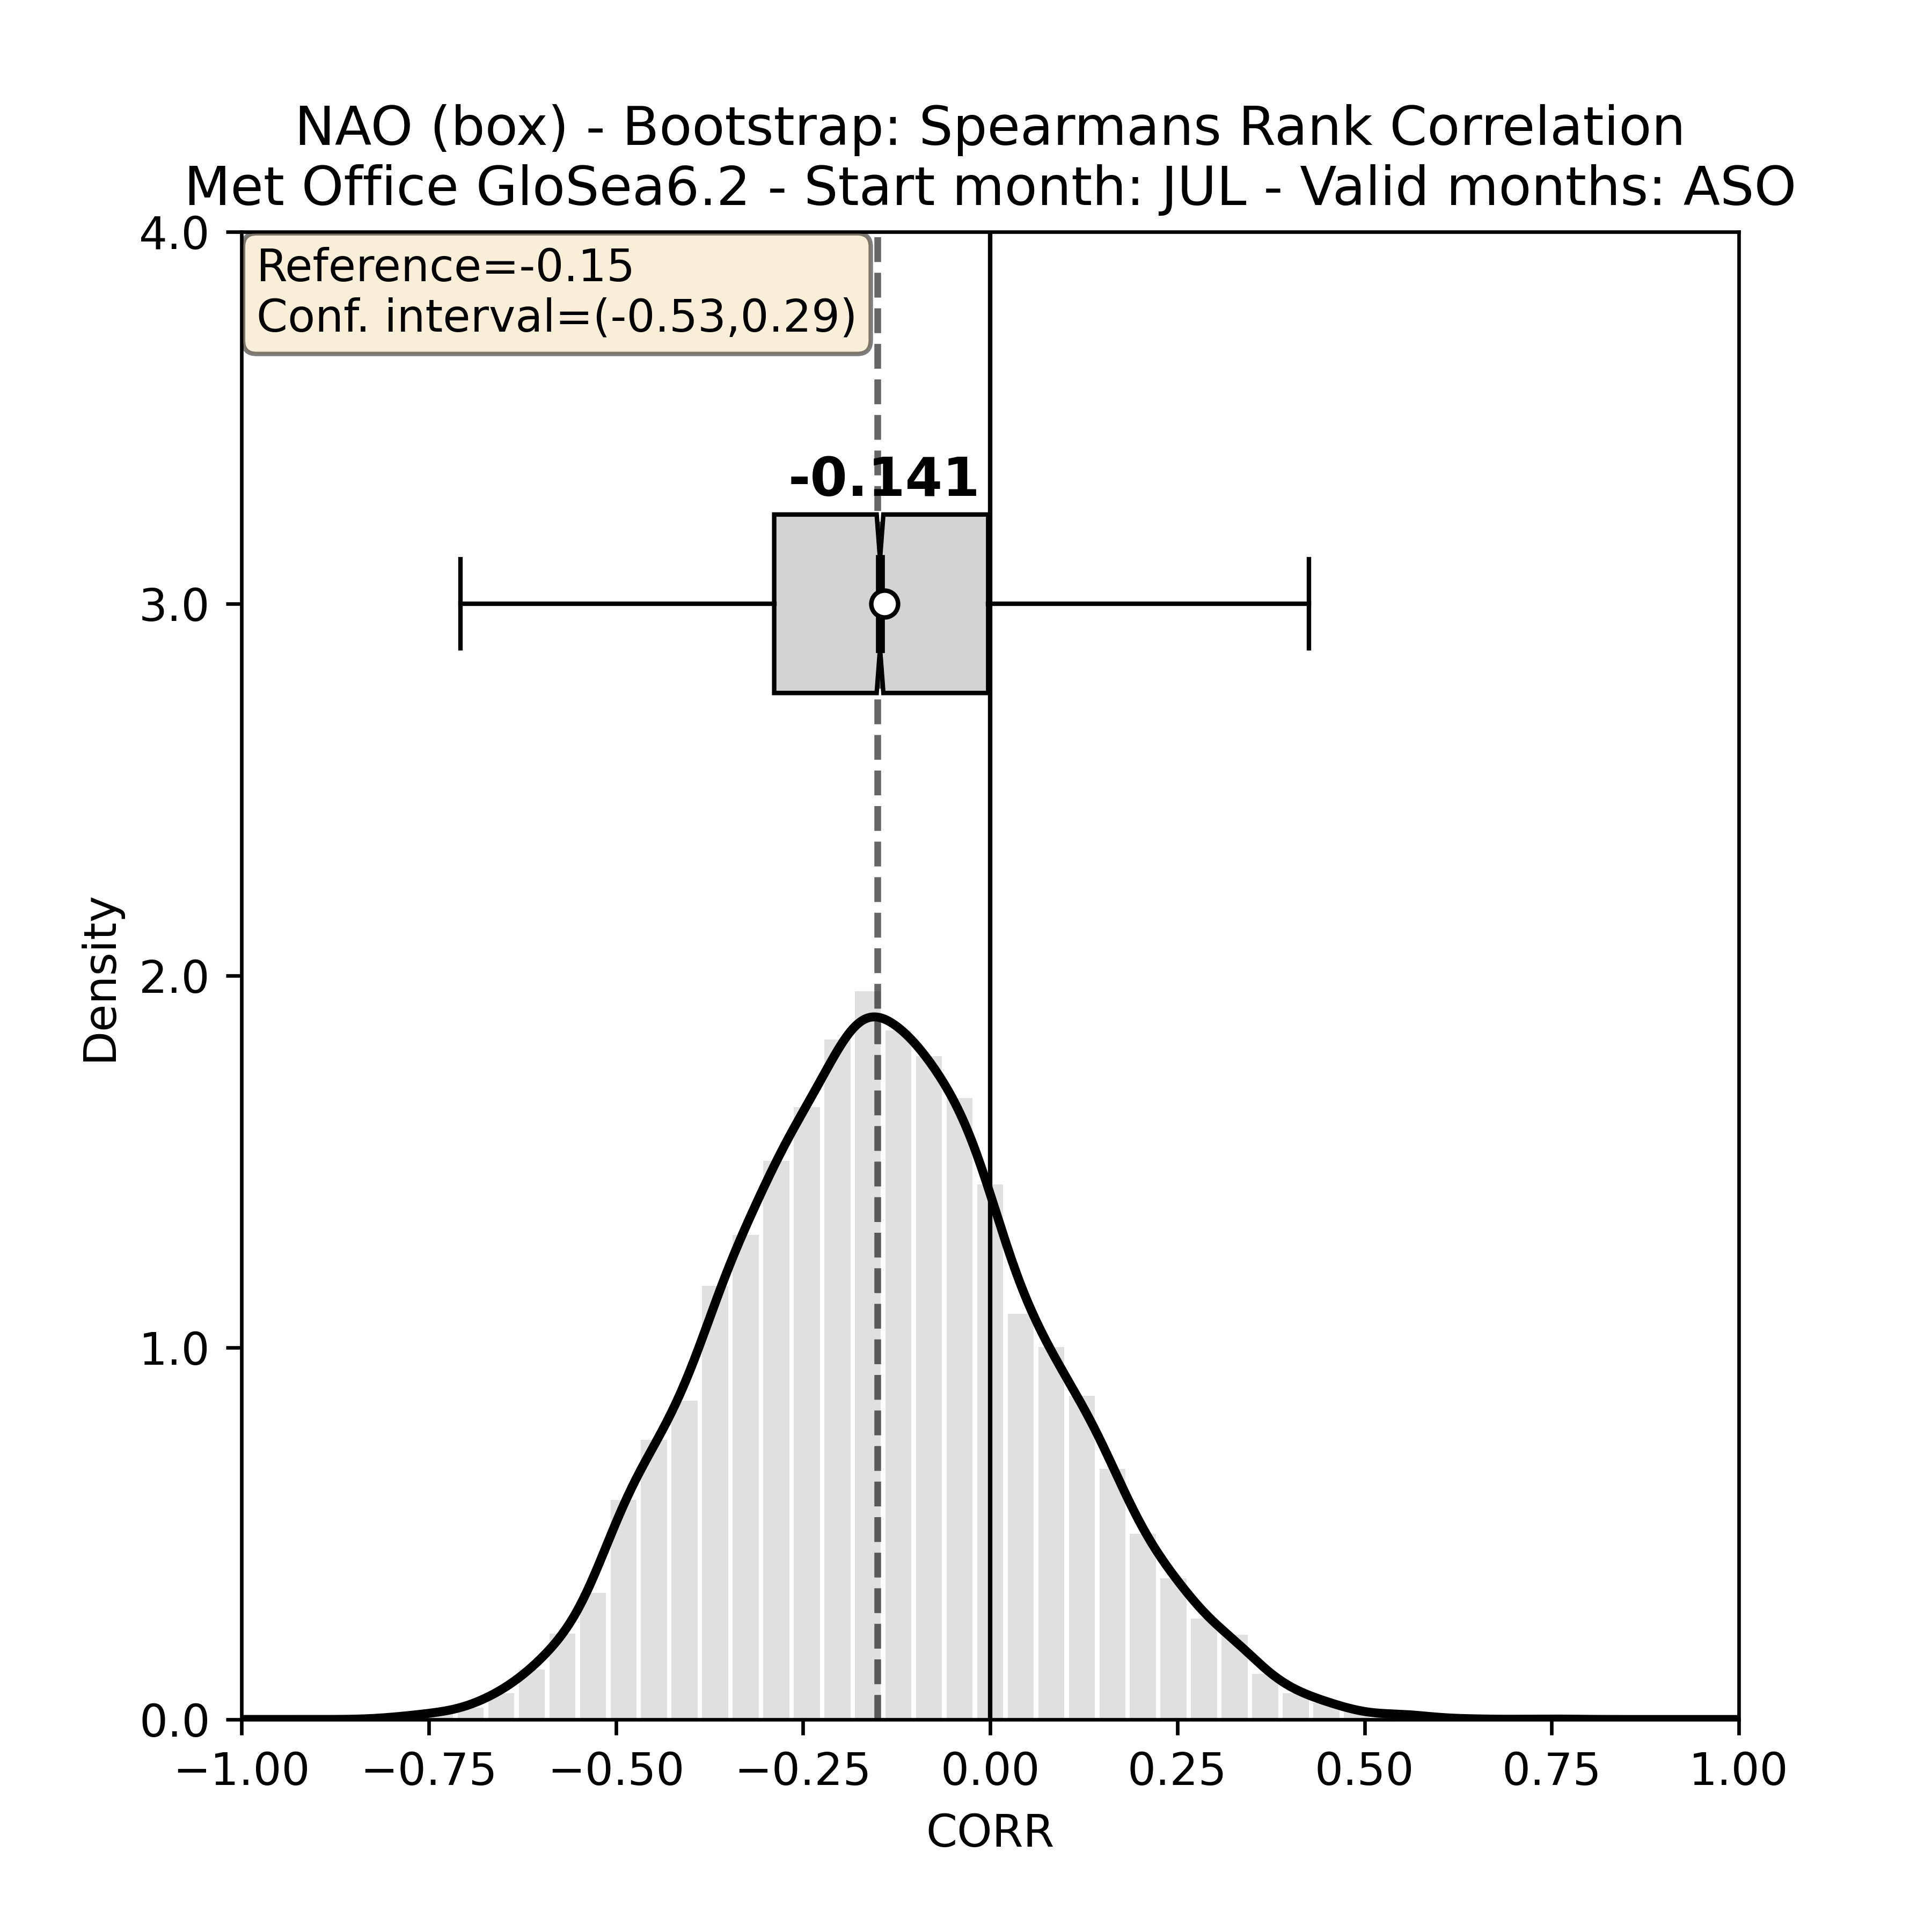 NAO (box) - Bootstrap: Spearmans Rank Correlation
Met Office GloSea6.2 - Start month: JUL - Valid months: ASO
Reference=-0.15
Conf. interval=(-0.53,0.29)
-0.141
Density
4.0
3.0
2.0
1.0
0.0
−1.00 −0.75 −0.50 −0.25 0.00 0.25 0.50 0.75 1.00
CORR